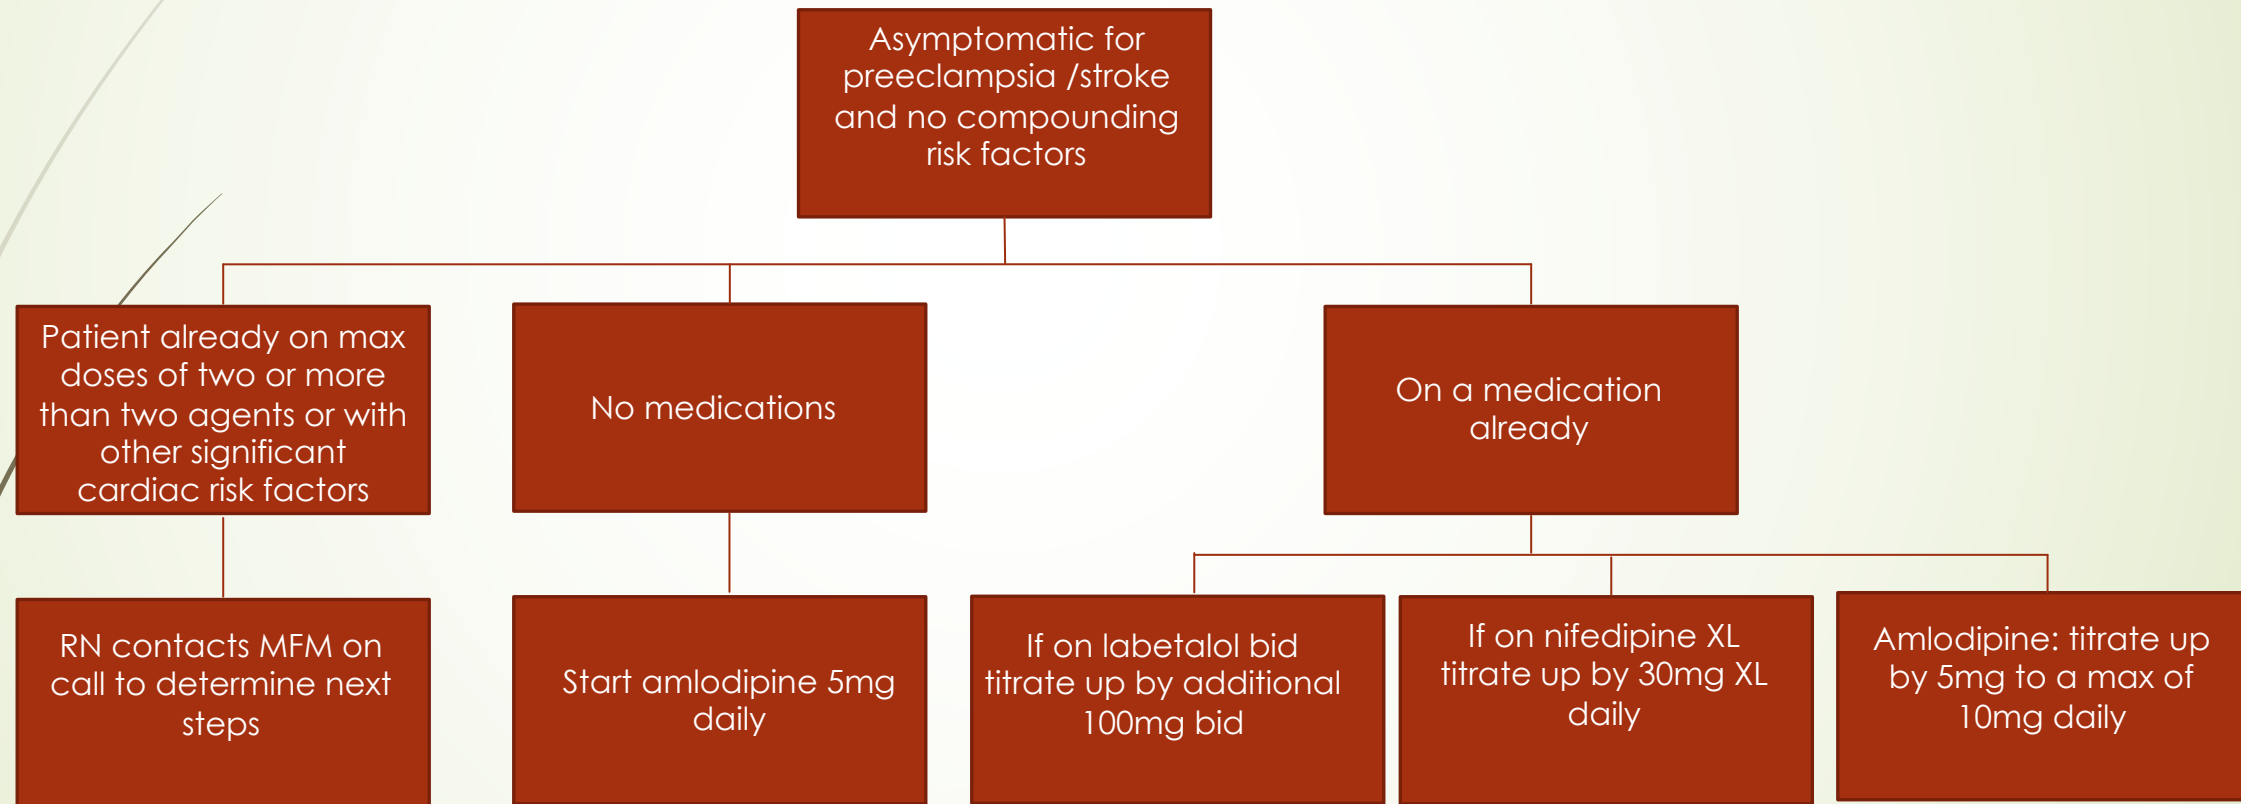 Asymptomatic for
preeclampsia /stroke
and no compounding
risk factors
Patient already on max
doses of two or more
than two agents or with
other significant
cardiac risk factors
No medications
On a medication
already
RN contacts MFM on
call to determine next
steps
Start amlodipine 5mg
daily
If on labetalol bid
titrate up by additional
100mg bid
If on nifedipine XL
titrate up by 30mg XL
daily
Amlodipine: titrate up
by 5mg to a max of
10mg daily